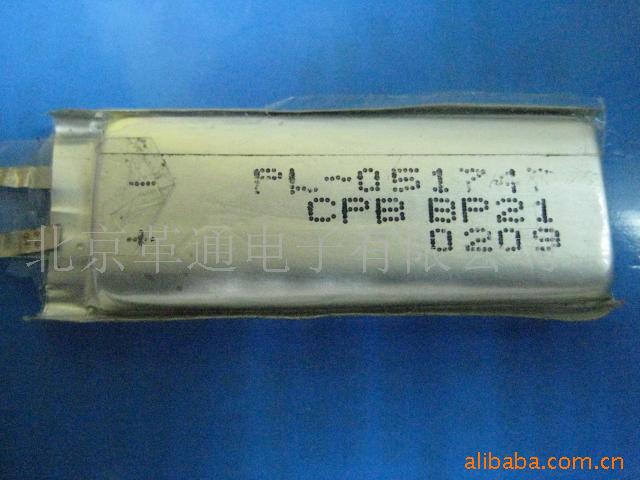 PL-051747
CPB BP21
0209
-
+
北京革通电子有限公司
alibaba.com.cn